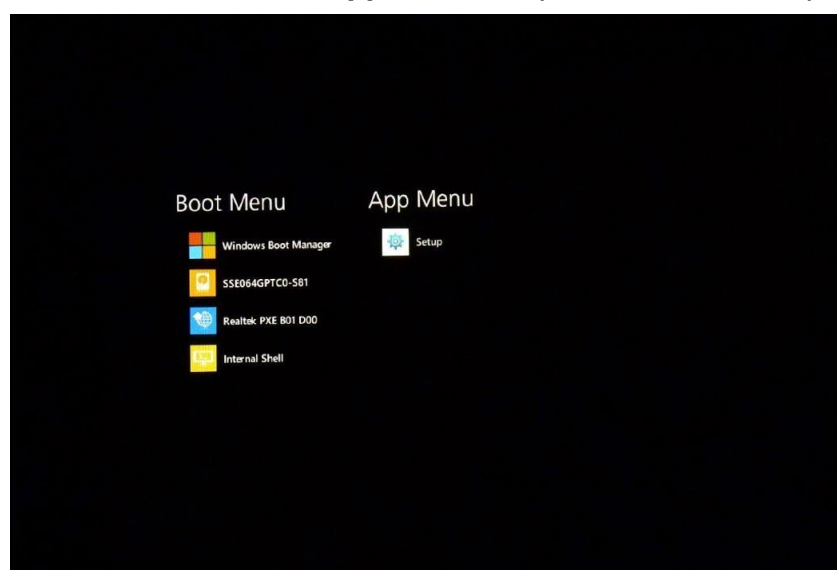 Boot Menu
Windows Boot Manager
SSE064GPTC0-S81
Realtek PXE B01 D00
Internal Shell
App Menu
Setup